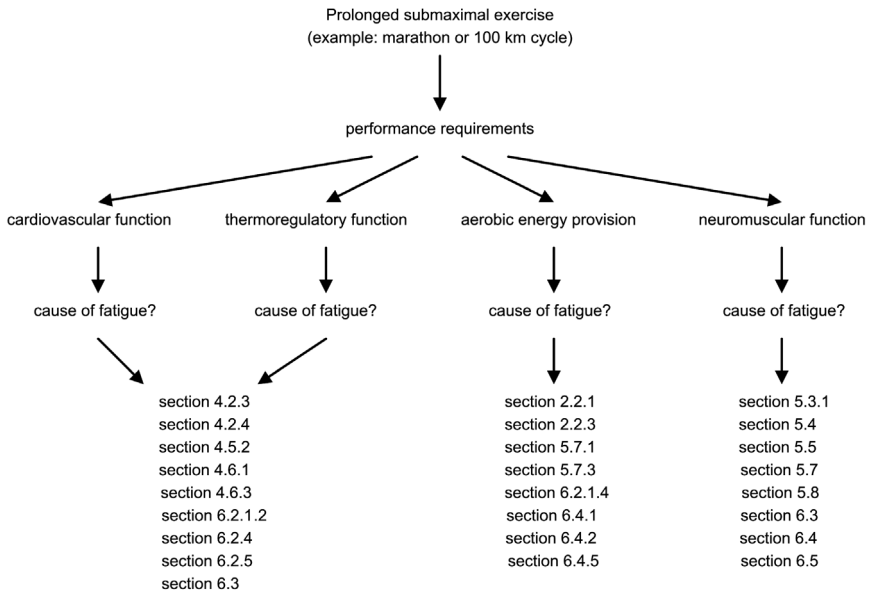 Prolonged submaximal exercise
(example: marathon or 100 km cycle)
performance requirements
cardiovascular function
thermoregulatory function
aerobic energy provision
neuromuscular function
cause of fatigue?
cause of fatigue?
cause of fatigue?
cause of fatigue?
section 4.2.3
section 4.2.4
section 4.5.2
section 4.6.1
section 4.6.3
section 6.2.1.2
section 6.2.4
section 6.2.5
section 6.3
section 2.2.1
section 2.2.3
section 5.7.1
section 5.7.3
section 6.2.1.4
section 6.4.1
section 6.4.2
section 6.4.5
section 5.3.1
section 5.4
section 5.5
section 5.7
section 5.8
section 6.3
section 6.4
section 6.5